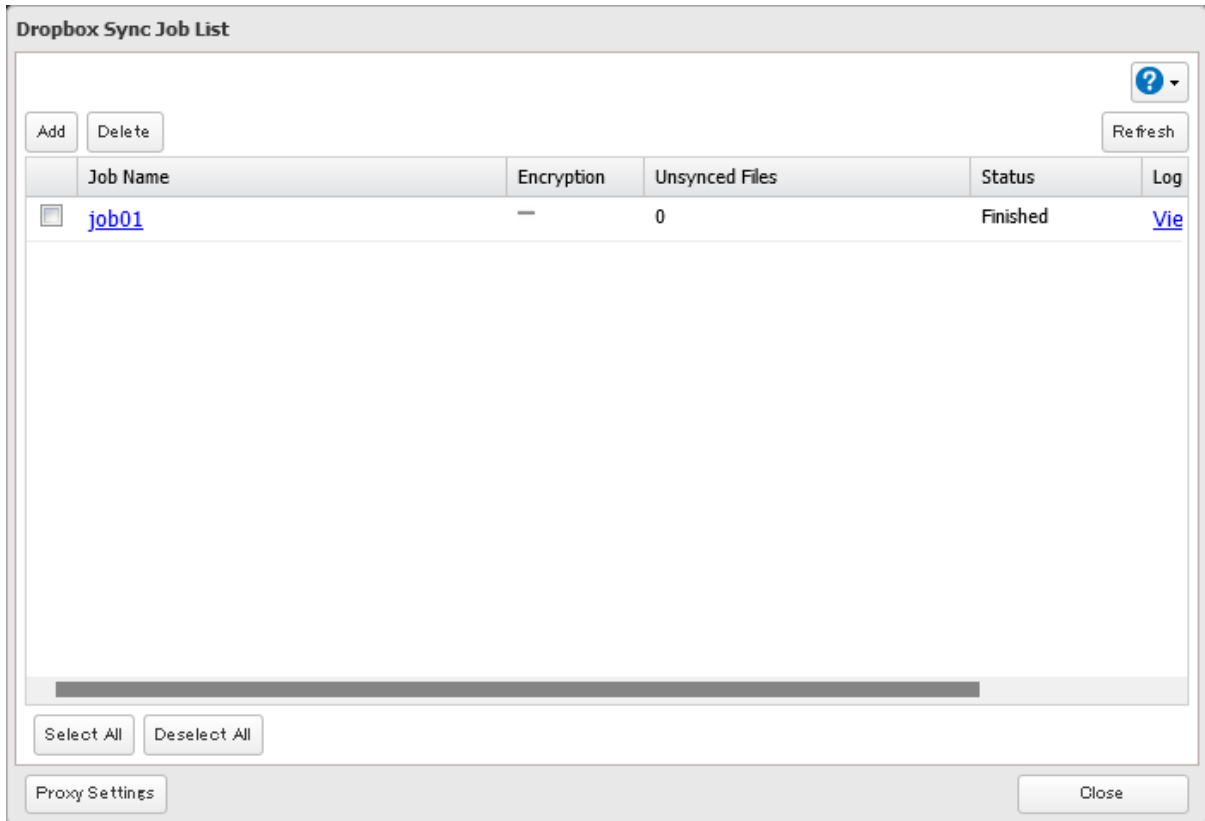 Dropbox Sync Job List
?
Add Delete Refresh
Job Name Encryption Unsynced Files Status Log
job01 — 0 Finished Vie
Select All Deselect All
Proxy Settings Close